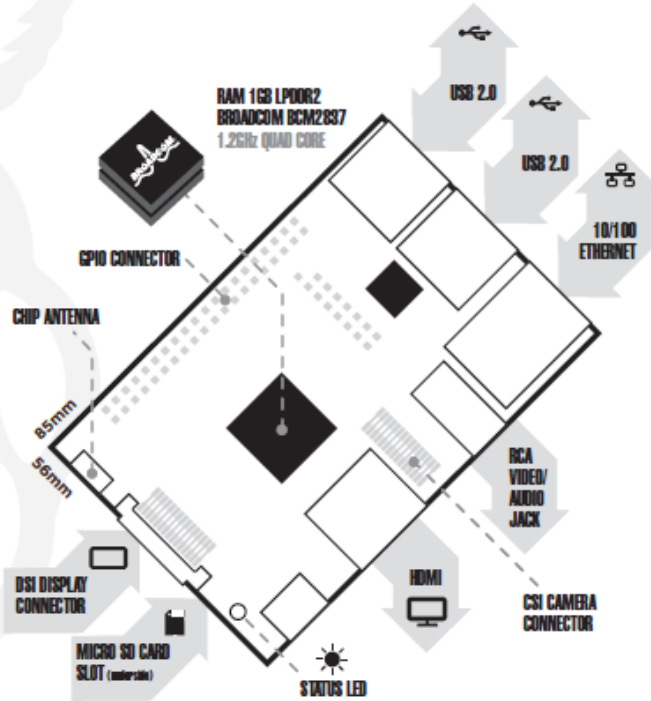 RAM 1GB LPDDR2
BROADCOM BCM2837
1.2GHz QUAD CORE
USB 2.0
USB 2.0
BROADCOM
10/100
ETHERNET
GPIO CONNECTOR
CHIP ANTENNA
85mm
56mm
RCA
VIDEO/
AUDIO
JACK
DSI DISPLAY
CONNECTOR
HDMI
CSI CAMERA
CONNECTOR
MICRO SD CARD
SLOT (underside)
STATUS LED